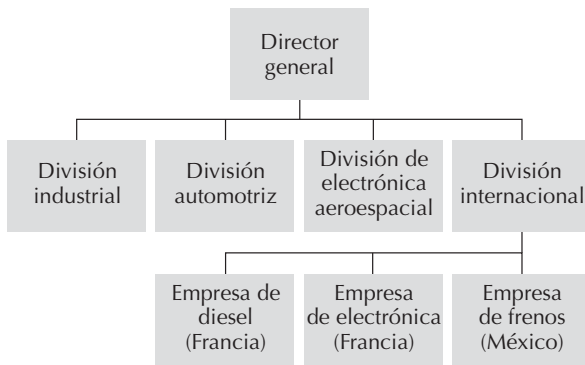 Director
general
División
industrial
División
automotriz
División de
electrónica
aeroespacial
División
internacional
Empresa de
diesel
(Francia)
Empresa
de electrónica
(Francia)
Empresa
de frenos
(México)